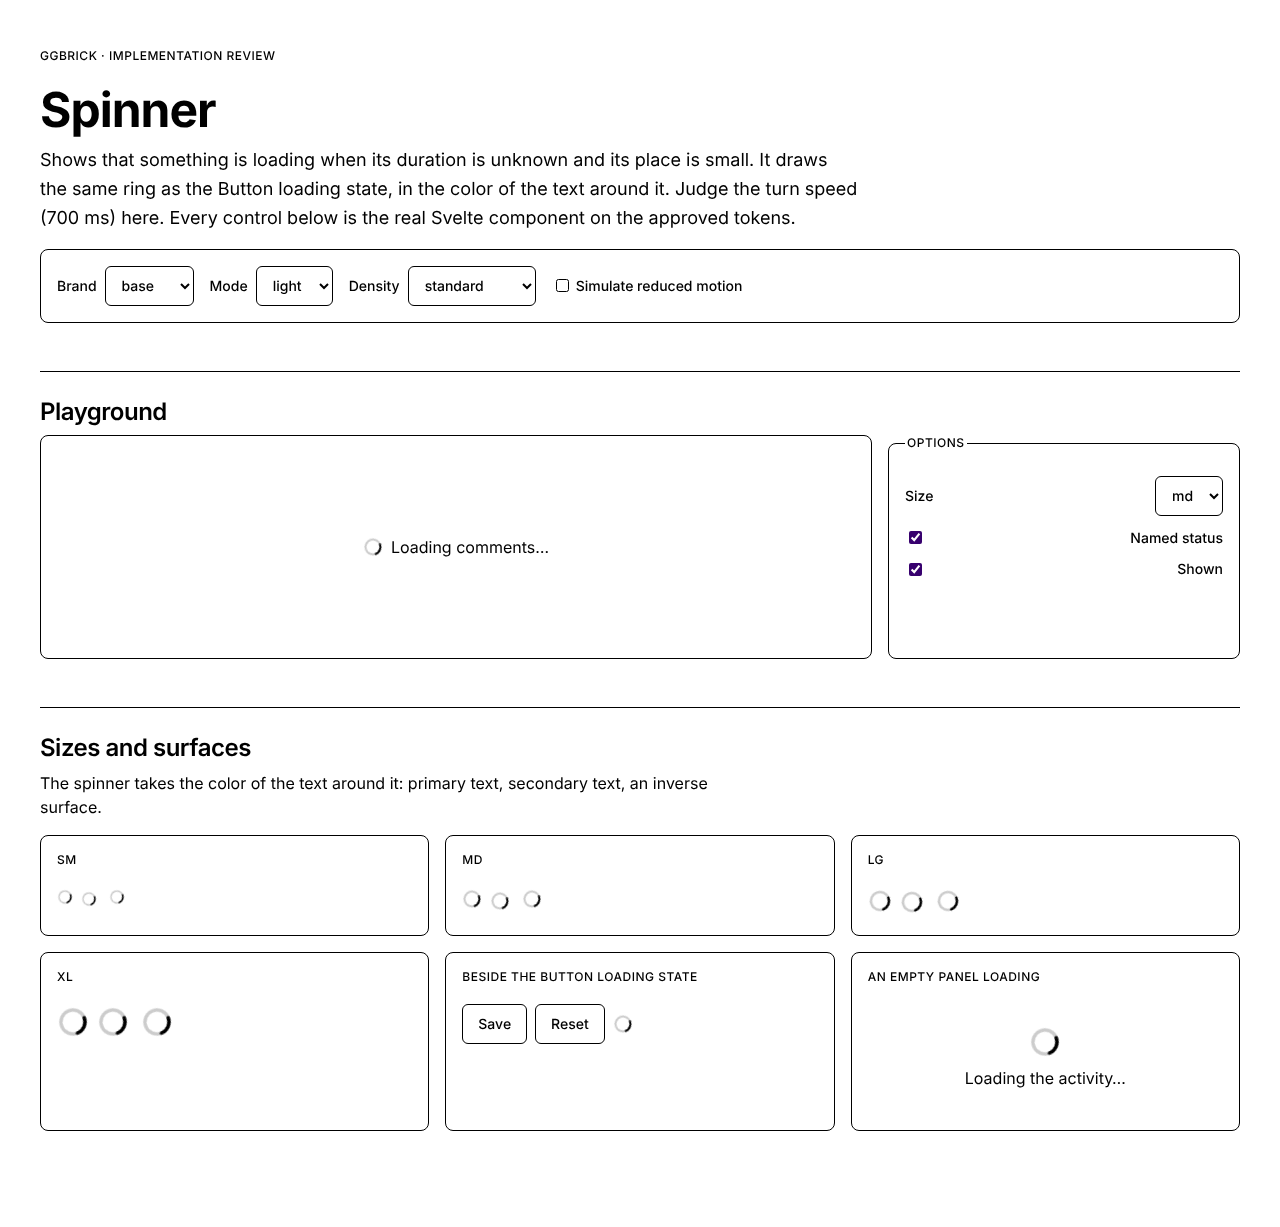 GGBRICK · IMPLEMENTATION REVIEW
Spinner
Shows that something is loading when its duration is unknown and its place is small. It draws
the same ring as the Button loading state, in the color of the text around it. Judge the turn speed
(700 ms) here. Every control below is the real Svelte component on the approved tokens.
Brand base Mode light Density standard Simulate reduced motion
Playground
Loading comments…
OPTIONS
Size md
Named status
Shown
Sizes and surfaces
The spinner takes the color of the text around it: primary text, secondary text, an inverse
surface.
SM
MD
LG
XL
BESIDE THE BUTTON LOADING STATE
Save Reset
AN EMPTY PANEL LOADING
Loading the activity…